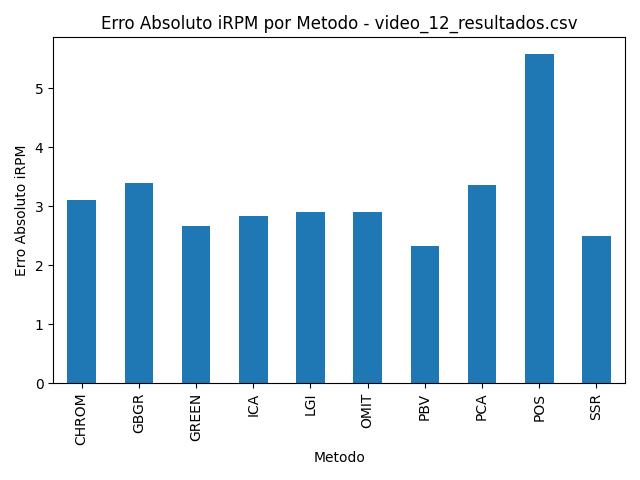 Erro Absoluto iRPM por Metodo - video_12_resultados.csv
Erro Absoluto iRPM
5
4
3
2
1
0
CHROM
GBGR
GREEN
ICA
LGI
OMIT
PBV
PCA
POS
SSR
Metodo